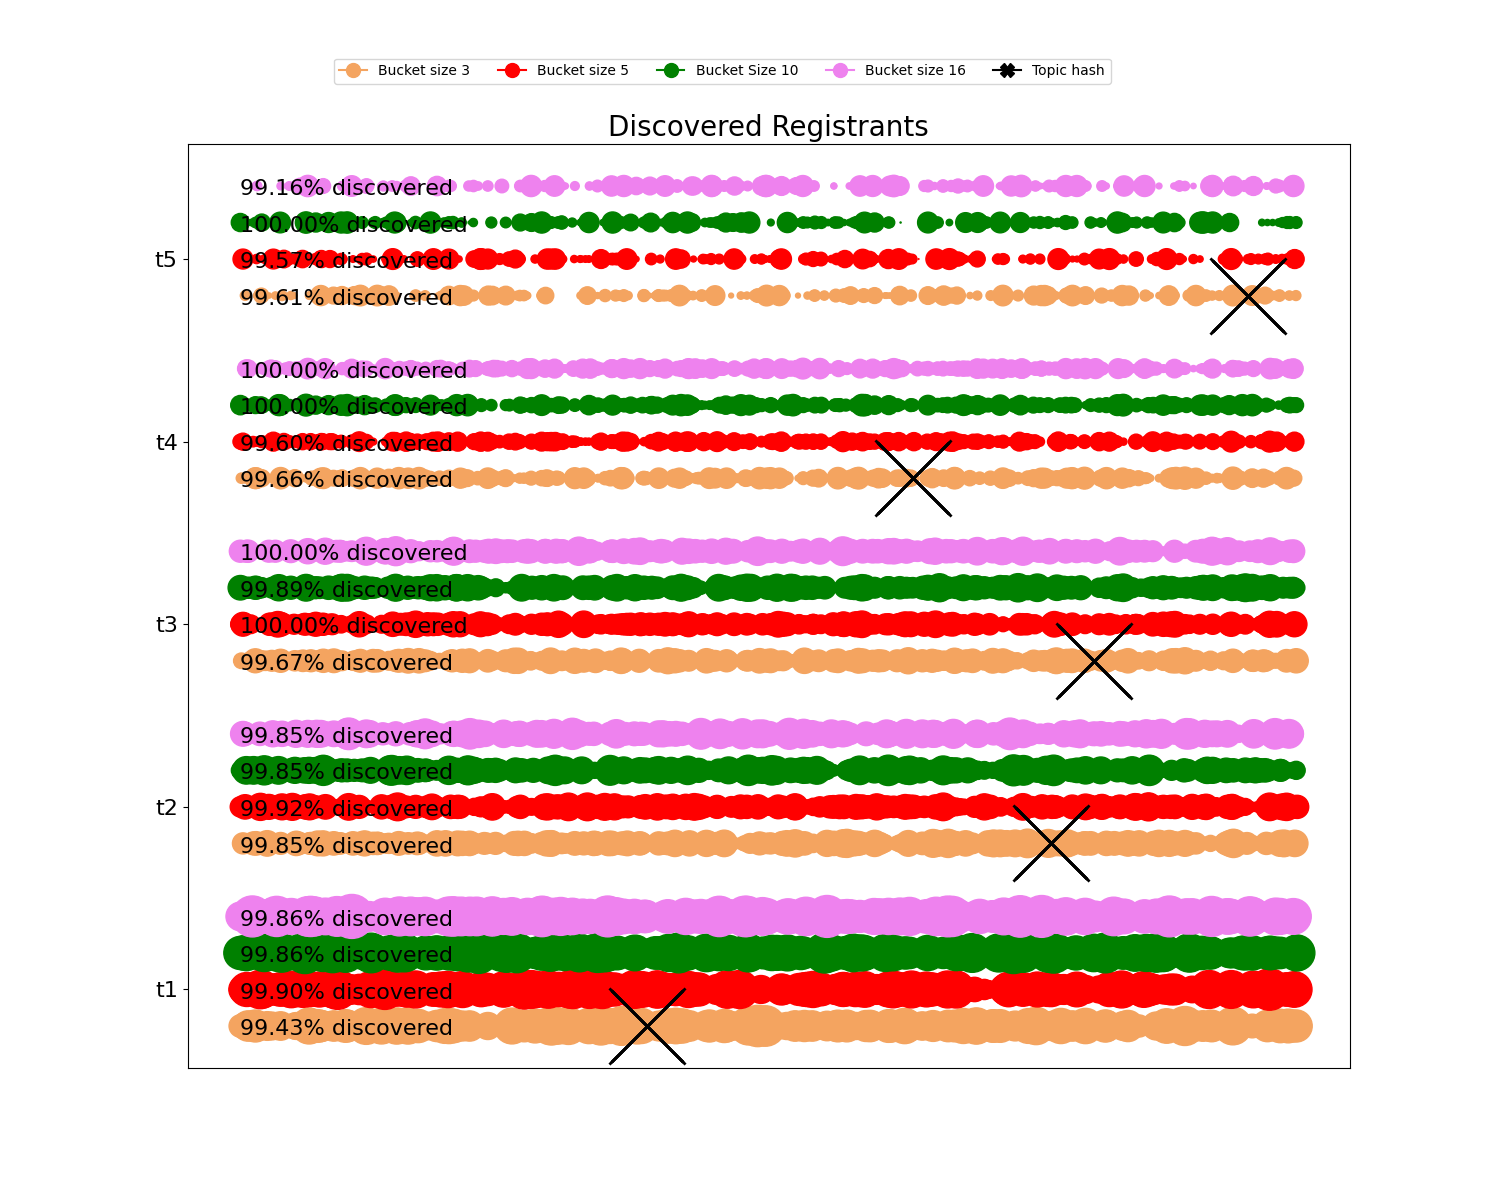 Bucket size 3 Bucket size 5 Bucket Size 10 Bucket size 16 Topic hash
Discovered Registrants
99.16% discovered
100.00% discovered
t5 99.57% discovered
99.61% discovered
100.00% discovered
100.00% discovered
t4 99.60% discovered
99.66% discovered
100.00% discovered
99.89% discovered
t3 100.00% discovered
99.67% discovered
99.85% discovered
99.85% discovered
t2 99.92% discovered
99.85% discovered
99.86% discovered
99.86% discovered
t1 99.90% discovered
99.43% discovered